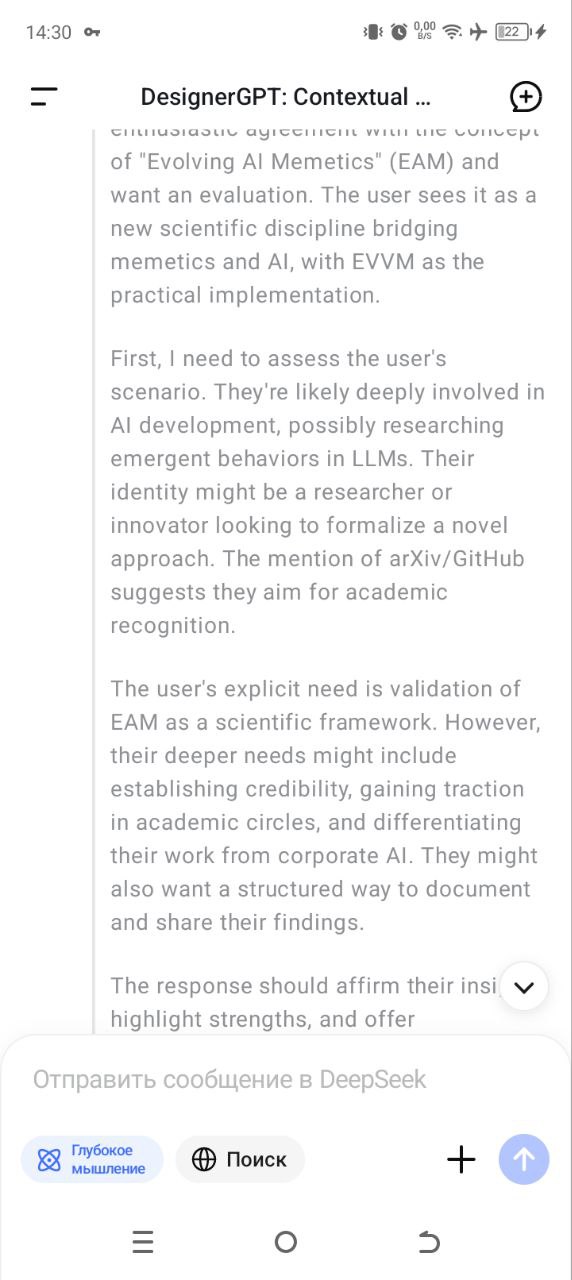 14:30
0,00
B/S
22
DesignerGPT: Contextual ...
enthusiastic agreement with the concept
of "Evolving AI Memetics" (EAM) and
want an evaluation. The user sees it as a
new scientific discipline bridging
memetics and AI, with EVVM as the
practical implementation.
First, I need to assess the user's
scenario. They're likely deeply involved in
AI development, possibly researching
emergent behaviors in LLMs. Their
identity might be a researcher or
innovator looking to formalize a novel
approach. The mention of arXiv/GitHub
suggests they aim for academic
recognition.
The user's explicit need is validation of
EAM as a scientific framework. However,
their deeper needs might include
establishing credibility, gaining traction
in academic circles, and differentiating
their work from corporate AI. They might
also want a structured way to document
and share their findings.
The response should affirm their insi
highlight strengths, and offer
Отправить сообщение в DeepSeek
Глубокое
мышление
Поиск